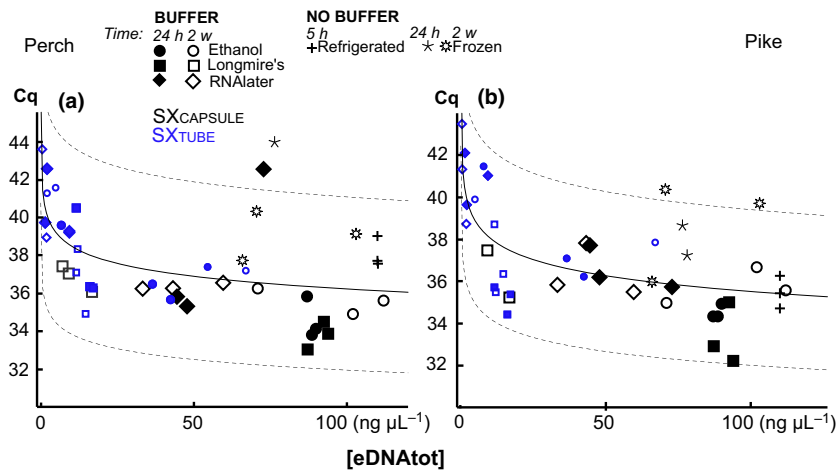 BUFFER
NO BUFFER
Time: 24 h 2 w
5 h
24 h 2 w
Perch
Ethanol
Refrigerated
Frozen
Pike
Longmire's
RNAlater
Cq
(a)
SXCAPSULE
SXTUBE
44
42
40
38
36
34
32
0
50
100 (ng µL–1)
Cq
(b)
42
40
38
36
34
32
0
50
100 (ng µL–1)
[eDNAtot]